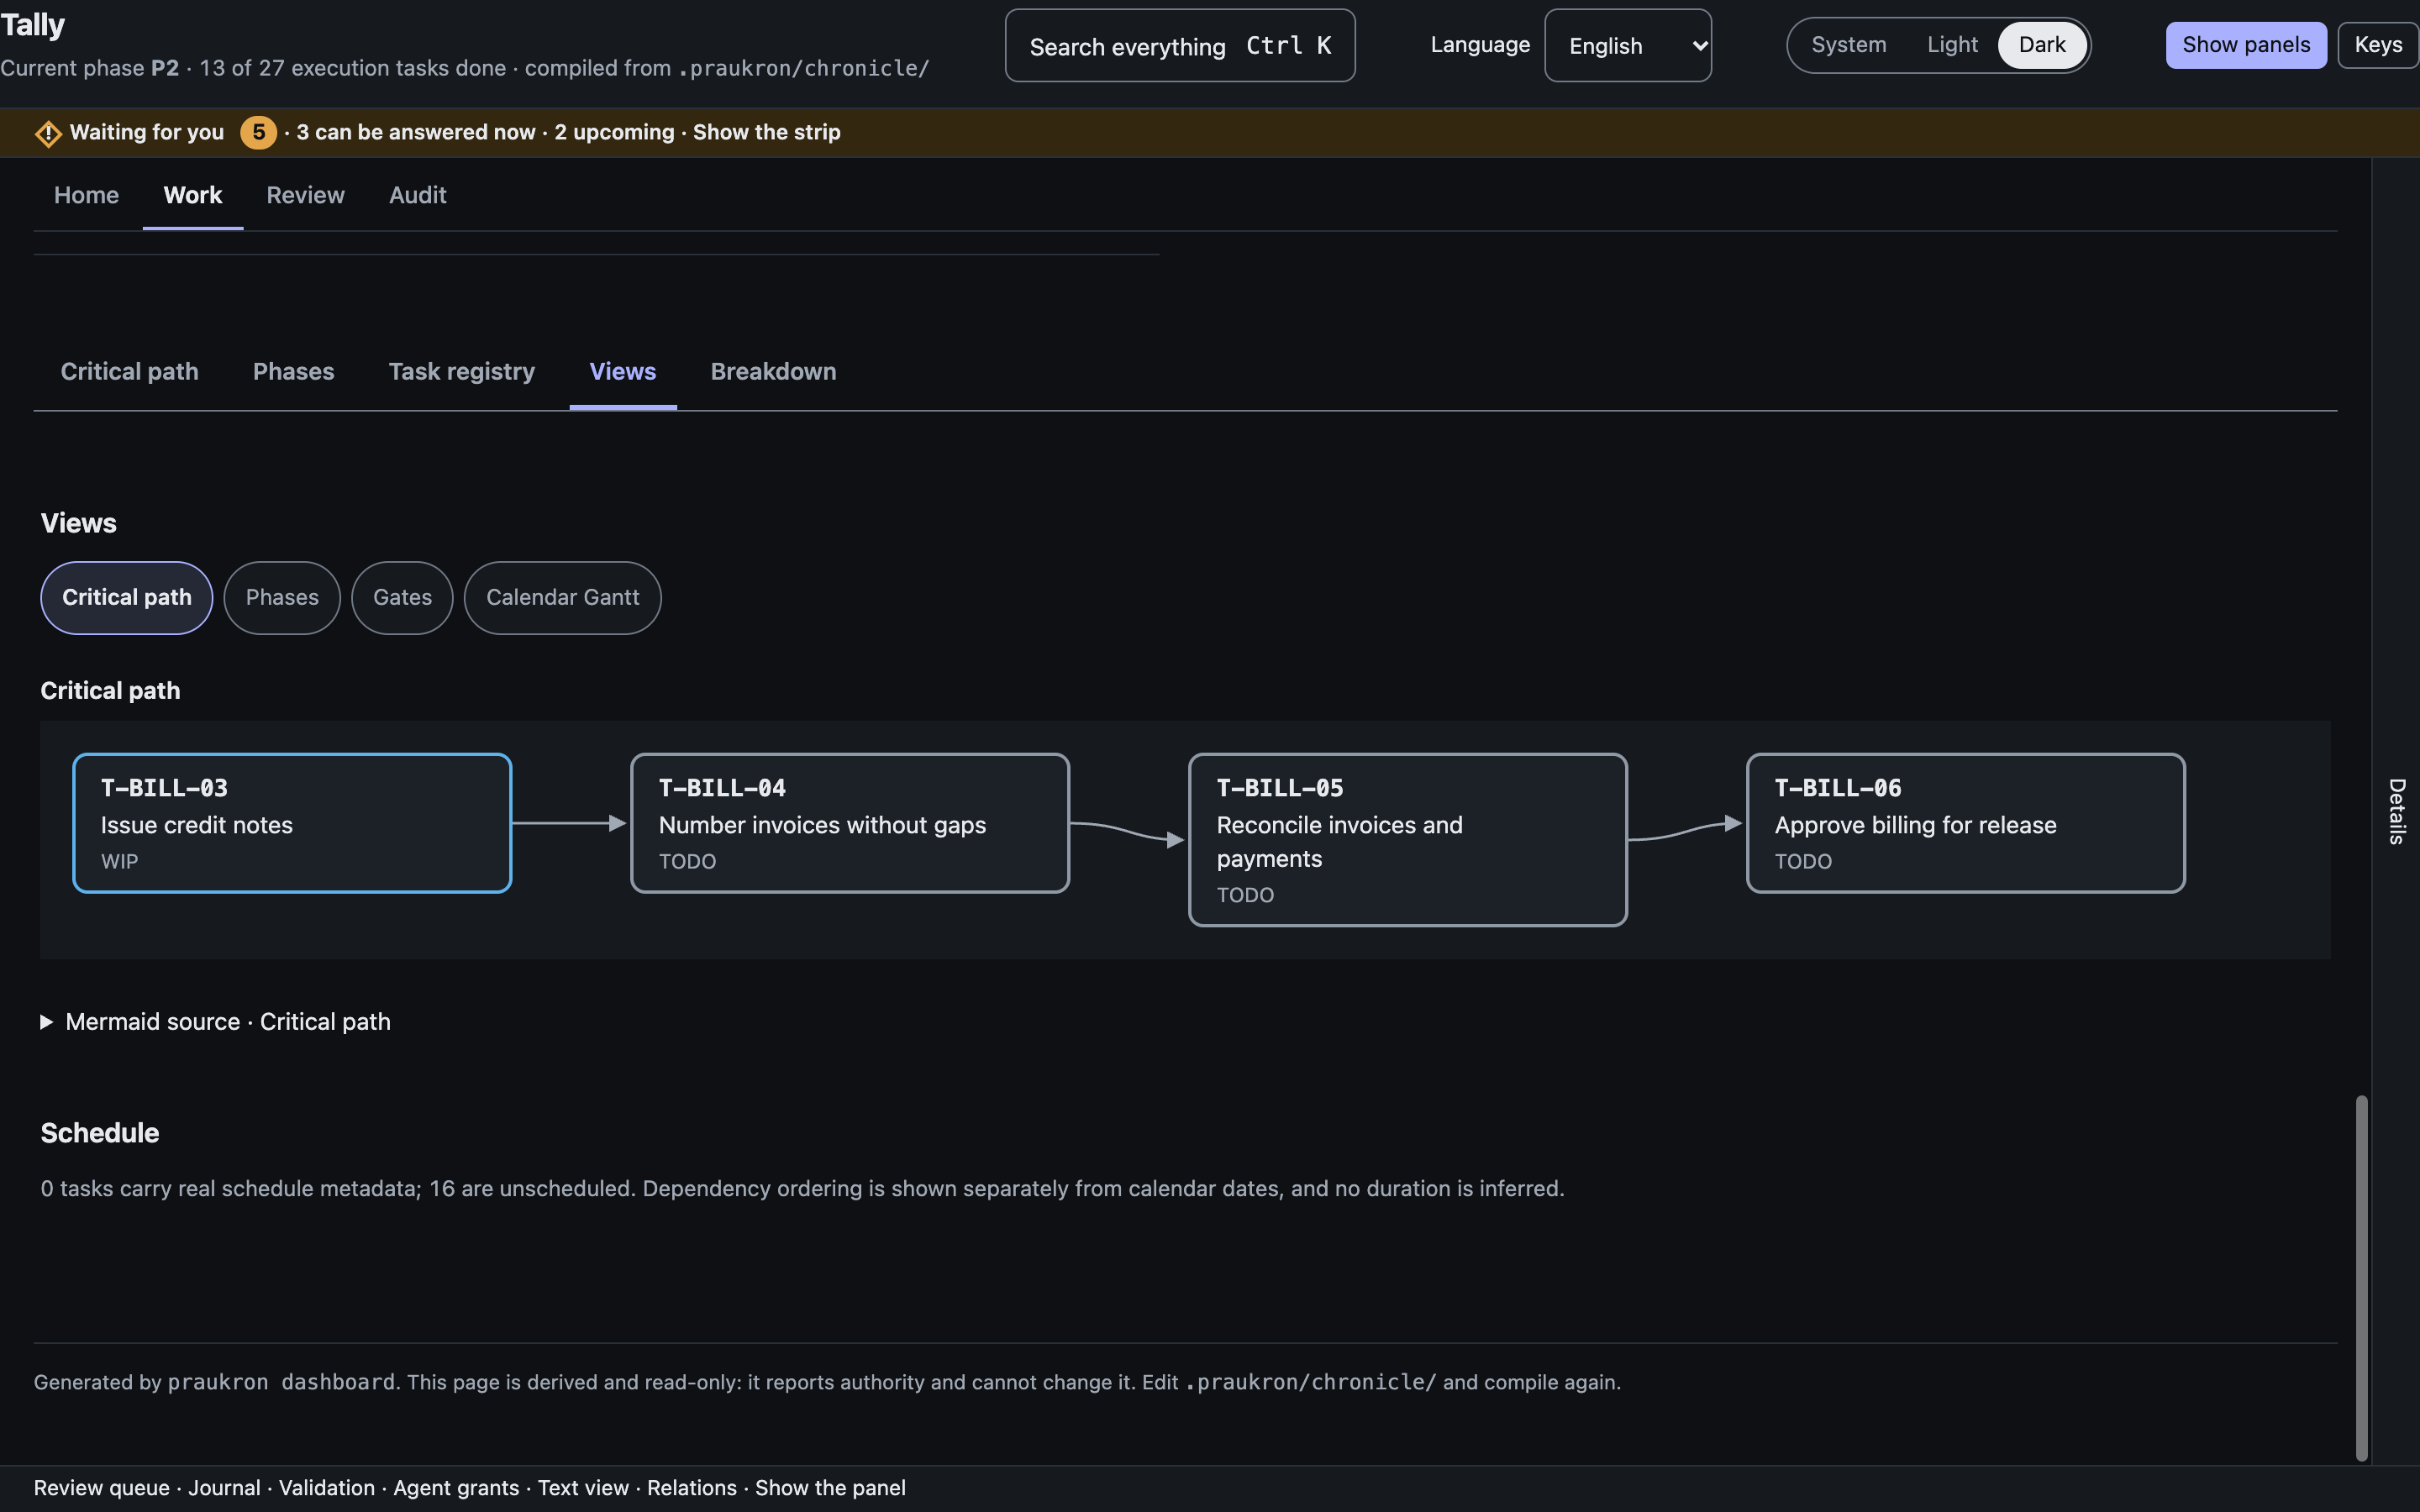 Tally
Current phase P2 · 13 of 27 execution tasks done · compiled from .praukron/chronicle/
Search everything Ctrl K
Language English
System Light Dark
Show panels Keys
Waiting for you 5 · 3 can be answered now · 2 upcoming · Show the strip
Home Work Review Audit
Critical path Phases Task registry Views Breakdown
Views
Critical path Phases Gates Calendar Gantt
Critical path
T-BILL-03
Issue credit notes
WIP
T-BILL-04
Number invoices without gaps
TODO
T-BILL-05
Reconcile invoices and
payments
TODO
T-BILL-06
Approve billing for release
TODO
Details
Mermaid source · Critical path
Schedule
0 tasks carry real schedule metadata; 16 are unscheduled. Dependency ordering is shown separately from calendar dates, and no duration is inferred.
Generated by praukron dashboard. This page is derived and read-only: it reports authority and cannot change it. Edit .praukron/chronicle/ and compile again.
Review queue · Journal · Validation · Agent grants · Text view · Relations · Show the panel